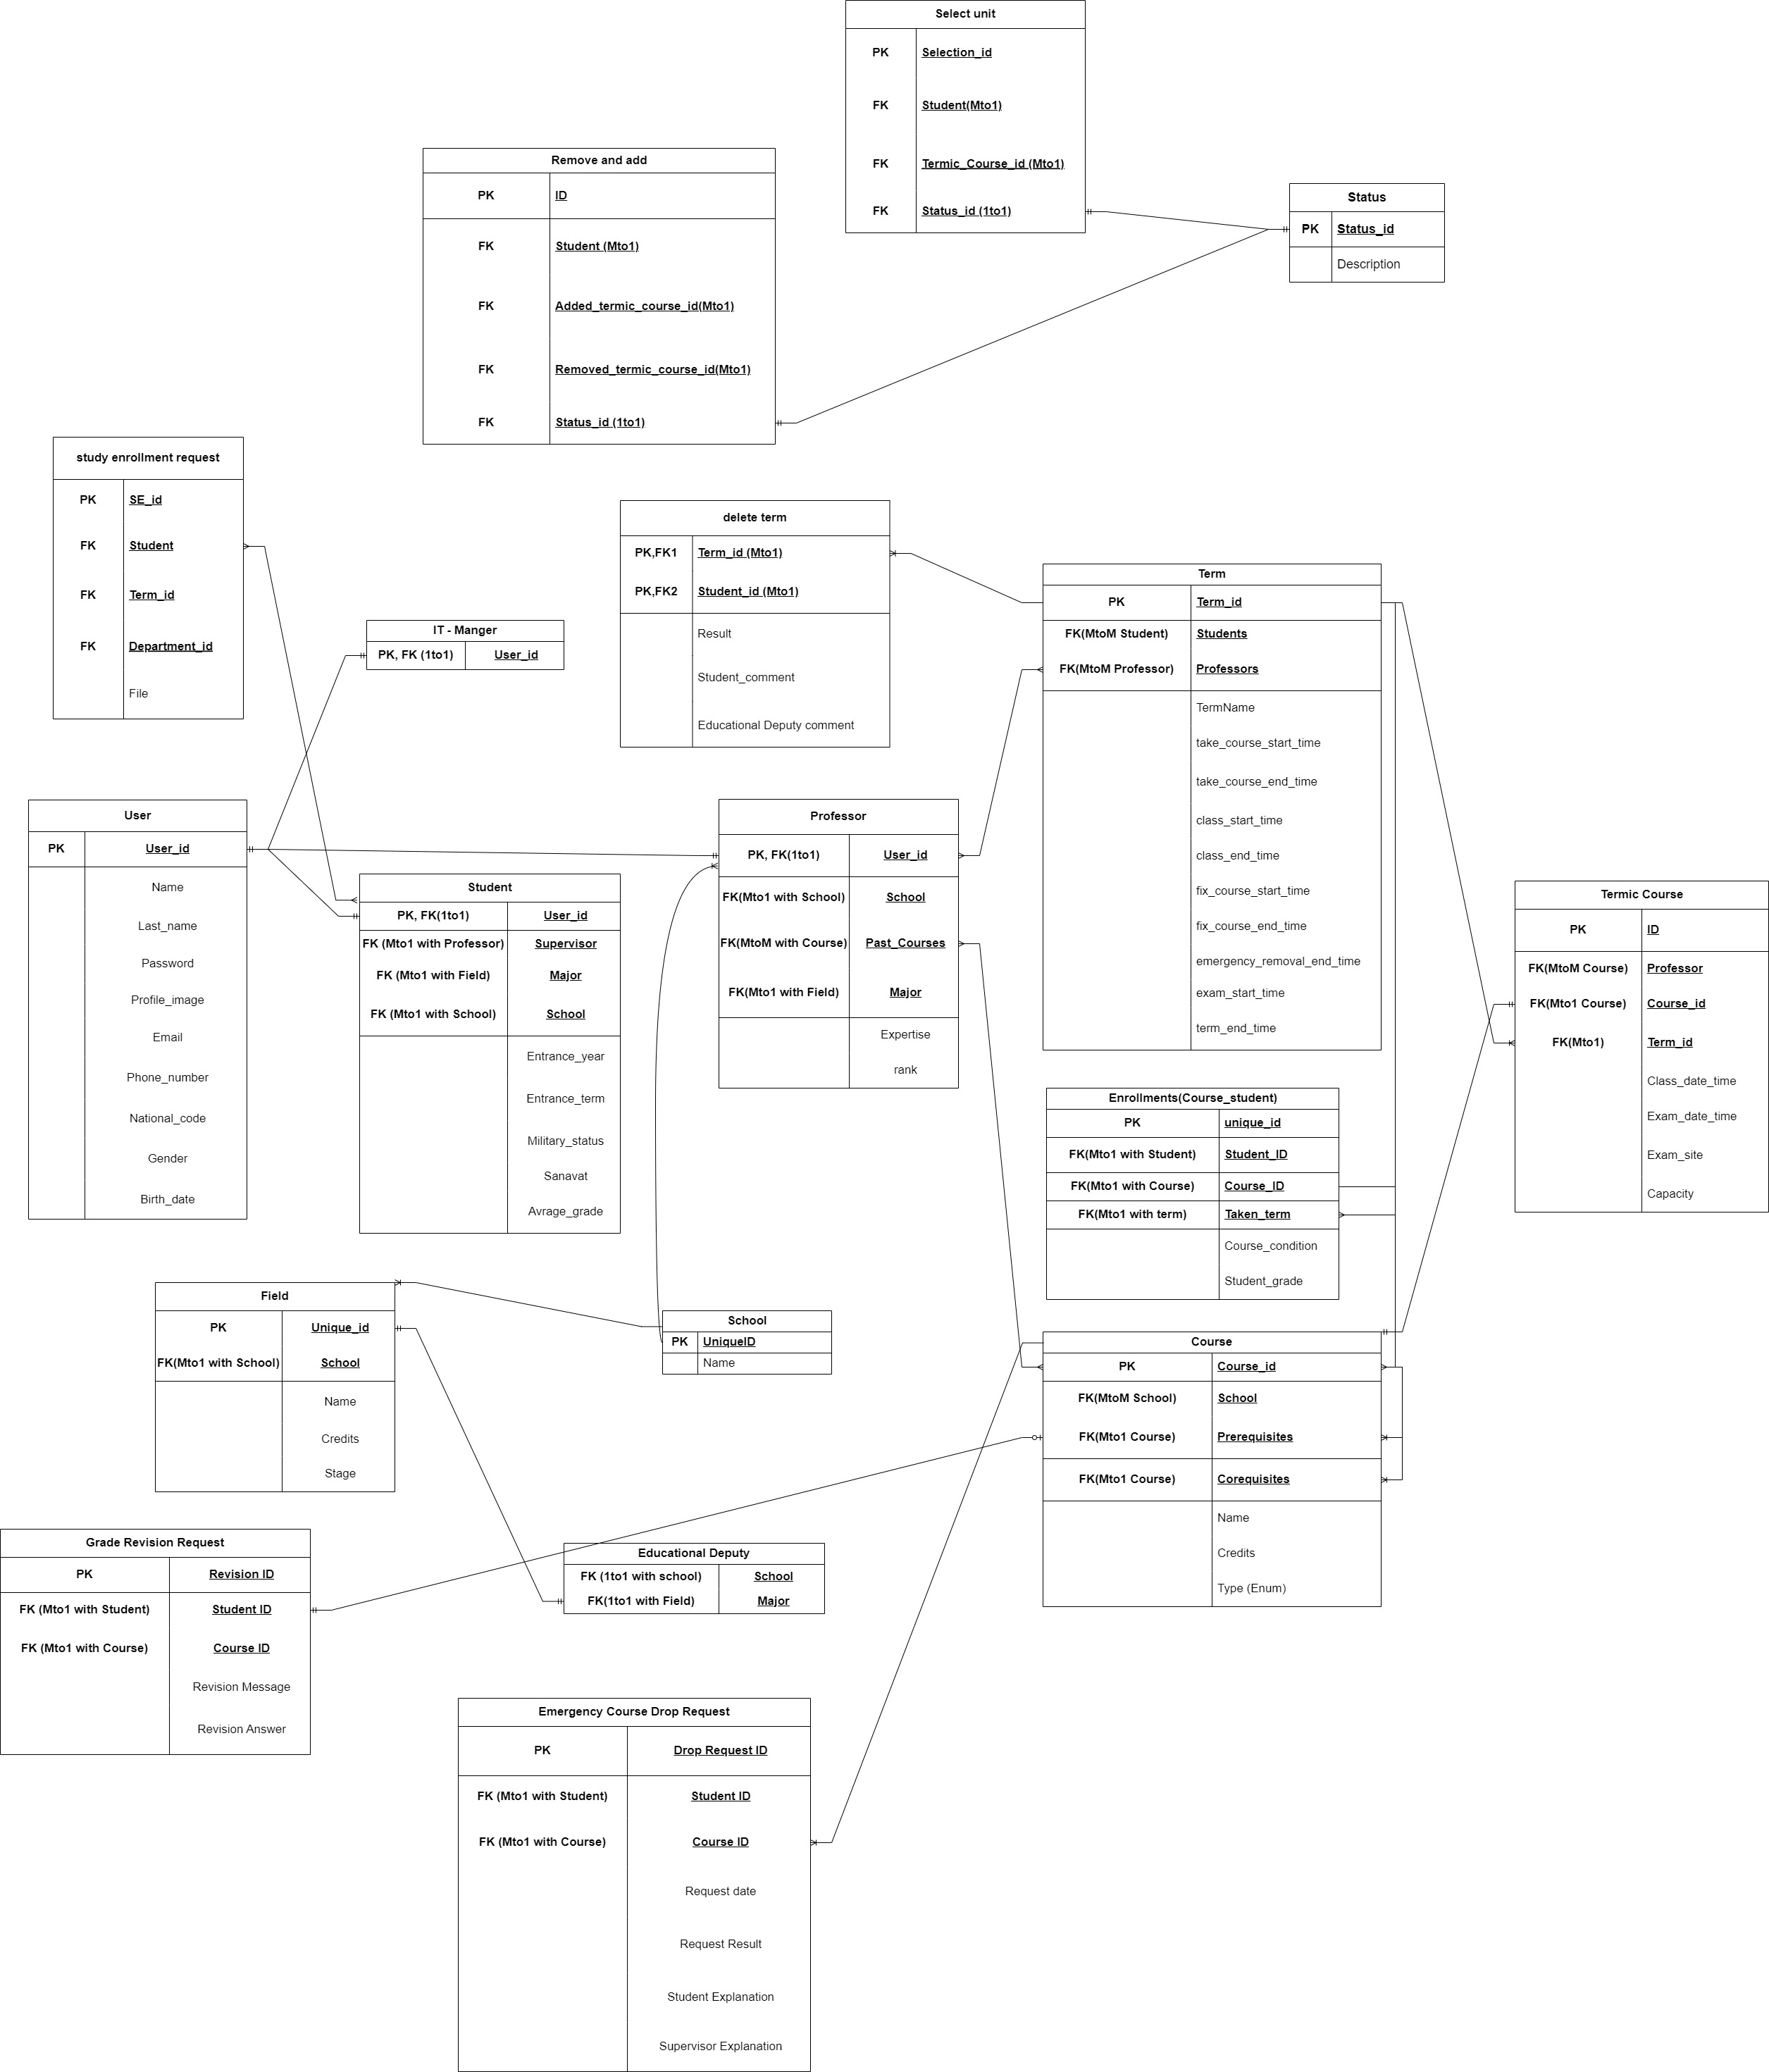 Select unit
PK Selection_id
FK Student(Mto1)
FK Termic_Course_id (Mto1)
FK Status_id (1to1)
Remove and add
PK ID
FK Student (Mto1)
FK Added_termic_course_id(Mto1)
FK Removed_termic_course_id(Mto1)
FK Status_id (1to1)
Status
PK Status_id
Description
study enrollment request
PK SE_id
FK Student
FK Term_id
FK Department_id
File
delete term
PK,FK1 Term_id (Mto1)
PK,FK2 Student_id (Mto1)
Result
Student_comment
Educational Deputy comment
Term
PK Term_id
FK(MtoM Student) Students
FK(MtoM Professor) Professors
TermName
take_course_start_time
take_course_end_time
class_start_time
class_end_time
fix_course_start_time
fix_course_end_time
emergency_removal_end_time
exam_start_time
term_end_time
IT - Manger
PK, FK (1to1) User_id
User
PK User_id
Name
Last_name
Password
Profile_image
Email
Phone_number
National_code
Gender
Birth_date
Student
PK, FK(1to1) User_id
FK (Mto1 with Professor) Supervisor
FK (Mto1 with Field) Major
FK (Mto1 with School) School
Entrance_year
Entrance_term
Military_status
Sanavat
Avrage_grade
Professor
PK, FK(1to1) User_id
FK(Mto1 with School) School
FK(MtoM with Course) Past_Courses
FK(Mto1 with Field) Major
Expertise
rank
Termic Course
PK ID
FK(MtoM Course) Professor
FK(Mto1 Course) Course_id
FK(Mto1) Term_id
Class_date_time
Exam_date_time
Exam_site
Capacity
Enrollments(Course_student)
PK unique_id
FK(Mto1 with Student) Student_ID
FK(Mto1 with Course) Course_ID
FK(Mto1 with term) Taken_term
Course_condition
Student_grade
Field
PK Unique_id
FK(Mto1 with School) School
Name
Credits
Stage
School
PK UniqueID
Name
Course
PK Course_id
FK(MtoM School) School
FK(Mto1 Course) Prerequisites
FK(Mto1 Course) Corequisites
Name
Credits
Type (Enum)
Grade Revision Request
PK Revision ID
FK (Mto1 with Student) Student ID
FK (Mto1 with Course) Course ID
Revision Message
Revision Answer
Educational Deputy
FK (1to1 with school) School
FK(1to1 with Field) Major
Emergency Course Drop Request
PK Drop Request ID
FK (Mto1 with Student) Student ID
FK (Mto1 with Course) Course ID
Request date
Request Result
Student Explanation
Supervisor Explanation